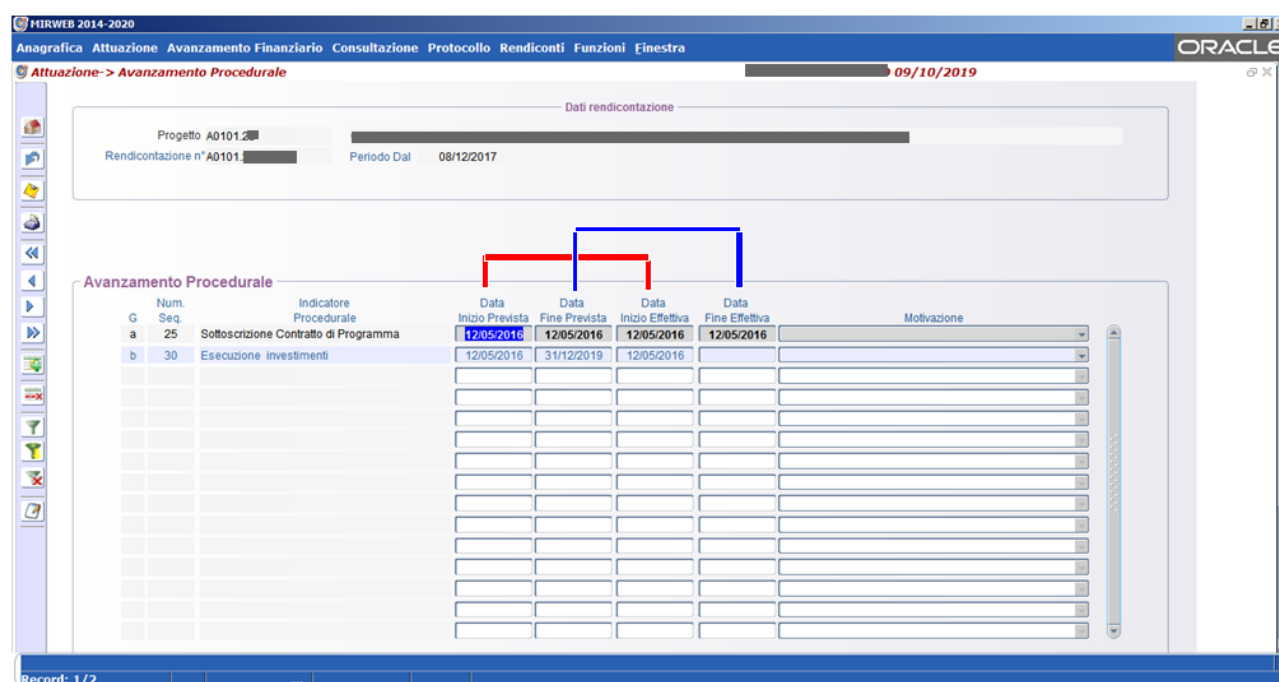 MIRWEB 2014-2020
Anagrafica Attuazione Avanzamento Finanziario Consultazione Protocollo Rendiconti Funzioni Finestra
ORACLE
Attuazione-> Avanzamento Procedurale 09/10/2019
Dati rendicontazione
Progetto A0101.2
Rendicontazione n° A0101. Periodo Dal 08/12/2017
Avanzamento Procedurale
Num. Indicatore Data Data Data Data
G Seq. Procedurale Inizio Prevista Fine Prevista Inizio Effettiva Fine Effettiva Motivazione
a 25 Sottoscrizione Contratto di Programma 12/05/2016 12/05/2016 12/05/2016 12/05/2016
b 30 Esecuzione investimenti 12/05/2016 31/12/2019 12/05/2016
Record: 1/2